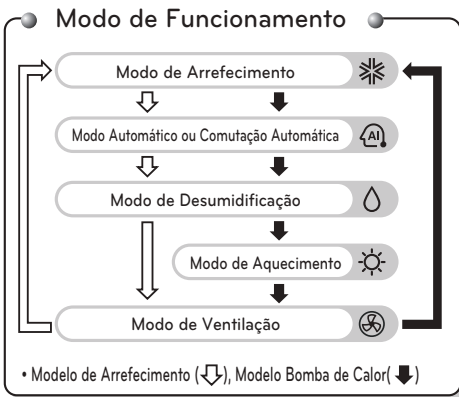 Modo de Funcionamento
Modo de Arrefecimento
Modo Automático ou Comutação Automática
AI
Modo de Desumidificação
Modo de Aquecimento
Modo de Ventilação
• Modelo de Arrefecimento ( ), Modelo Bomba de Calor( )